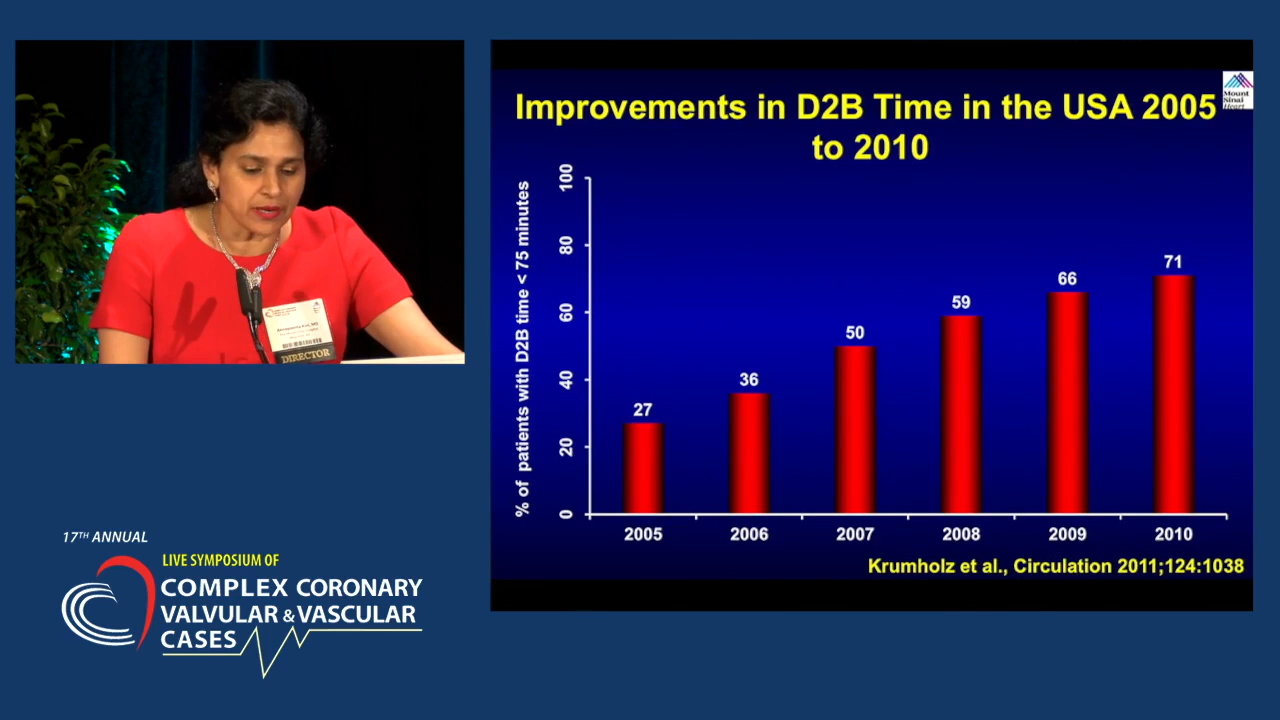 Improvements in D2B Time in the USA 2005
to 2010
Mount
Sinai
Heart
% of patients with D2B time < 75 minutes
100
80
60
40
20
0
27
36
50
59
66
71
2005
2006
2007
2008
2009
2010
Krumholz et al., Circulation 2011;124:1038
DIRECTOR
17TH ANNUAL
LIVE SYMPOSIUM OF
COMPLEX CORONARY
VALVULAR & VASCULAR
CASES